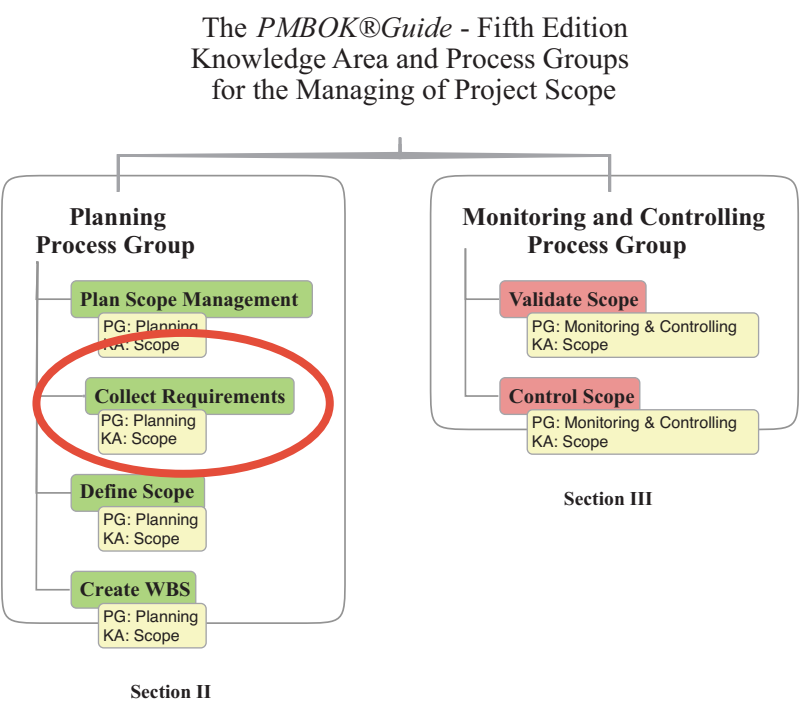 The PMBOK®Guide - Fifth Edition
Knowledge Area and Process Groups
for the Managing of Project Scope
Planning
Process Group
Plan Scope Management
PG: Planning
KA: Scope
Collect Requirements
PG: Planning
KA: Scope
Define Scope
PG: Planning
KA: Scope
Create WBS
PG: Planning
KA: Scope
Section II
Monitoring and Controlling
Process Group
Validate Scope
PG: Monitoring & Controlling
KA: Scope
Control Scope
PG: Monitoring & Controlling
KA: Scope
Section III